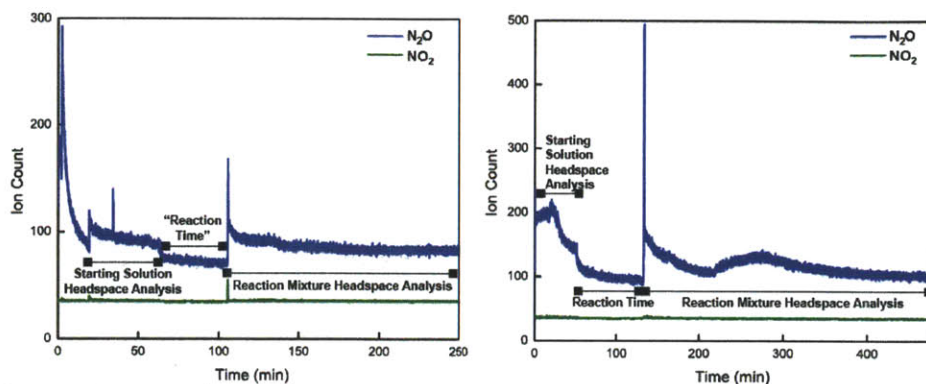 300
200
100
0
Ion Count
N₂O
NO₂
"Reaction
Time"
Starting Solution
Headspace Analysis
Reaction Mixture Headspace Analysis
0
50
100
150
200
250
Time (min)
500
400
300
200
100
0
Ion Count
N₂O
NO₂
Starting
Solution
Headspace
Analysis
Reaction Time
Reaction Mixture Headspace Analysis
0
100
200
300
400
Time (min)